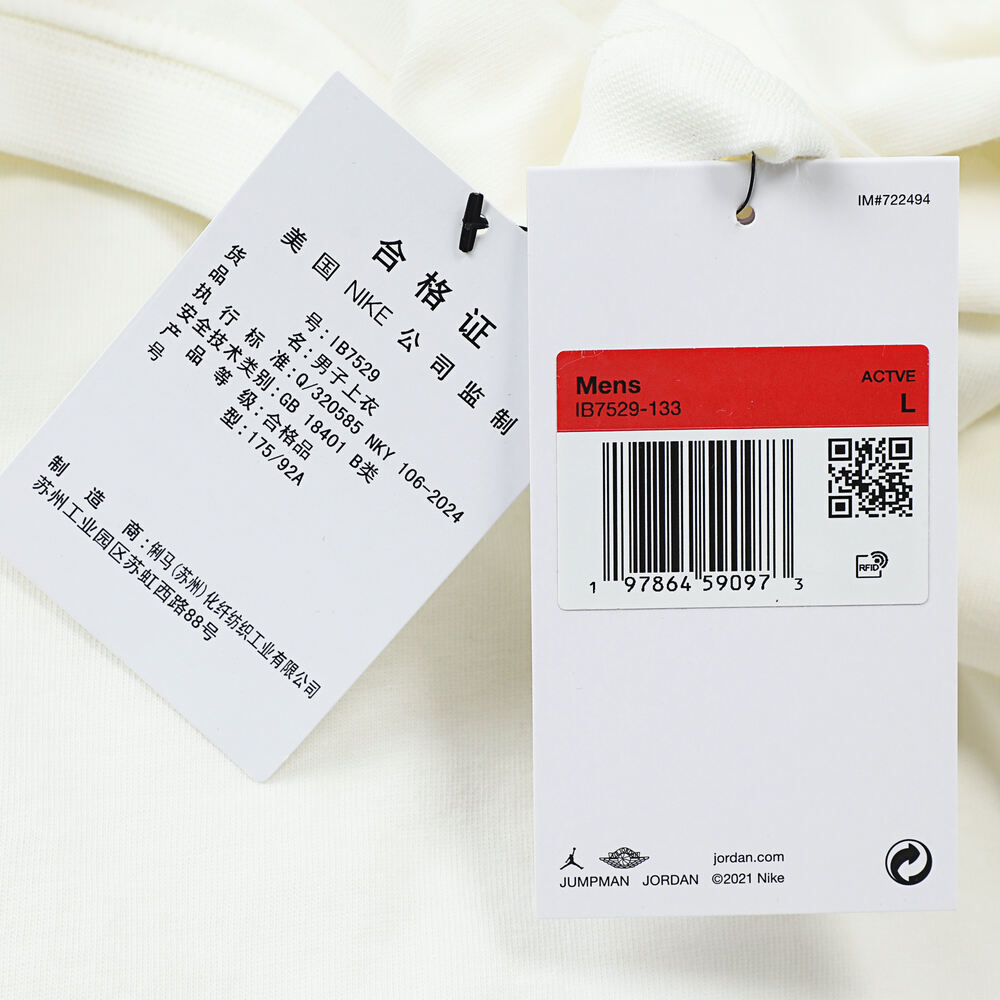 合格证
美国NIKE公司监制
货号:IB7529
品名:男子上衣
执行标准:Q/320585 NKY 106-2024
安全技术类别:GB 18401 B类
产品等级:合格品
号型:175/92A
制造商:俐马(苏州)化纤纺织工业有限公司
苏州工业园区苏虹西路88号
IM#722494
Mens
ACTVE
IB7529-133
L
1 97864 59097 3
RFID
jordan.com
JUMPMAN JORDAN ©2021 Nike